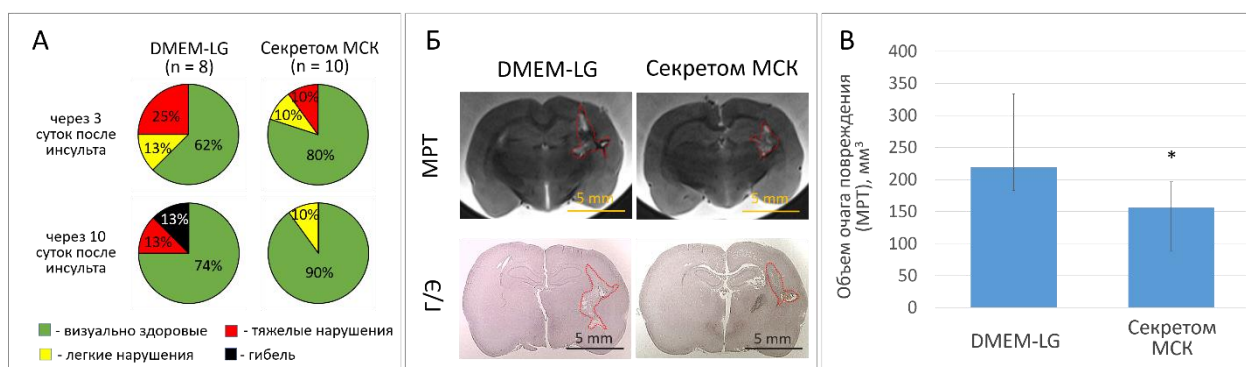 А
DMEM-LG
(n = 8)
Секретом МСК
(n = 10)
через 3
суток после
инсульта
25%
13%
62%
10%
10%
80%
через 10
суток после
инсульта
13%
13%
74%
10%
90%
- визуально здоровые
- тяжелые нарушения
- легкие нарушения
- гибель
Б
DMEM-LG
Секретом МСК
МРТ
5 mm
5 mm
Г/Э
5 mm
5 mm
В
Объем очага повреждения
(МРТ), мм³
400
350
300
250
200
150
100
50
0
*
DMEM-LG
Секретом
МСК